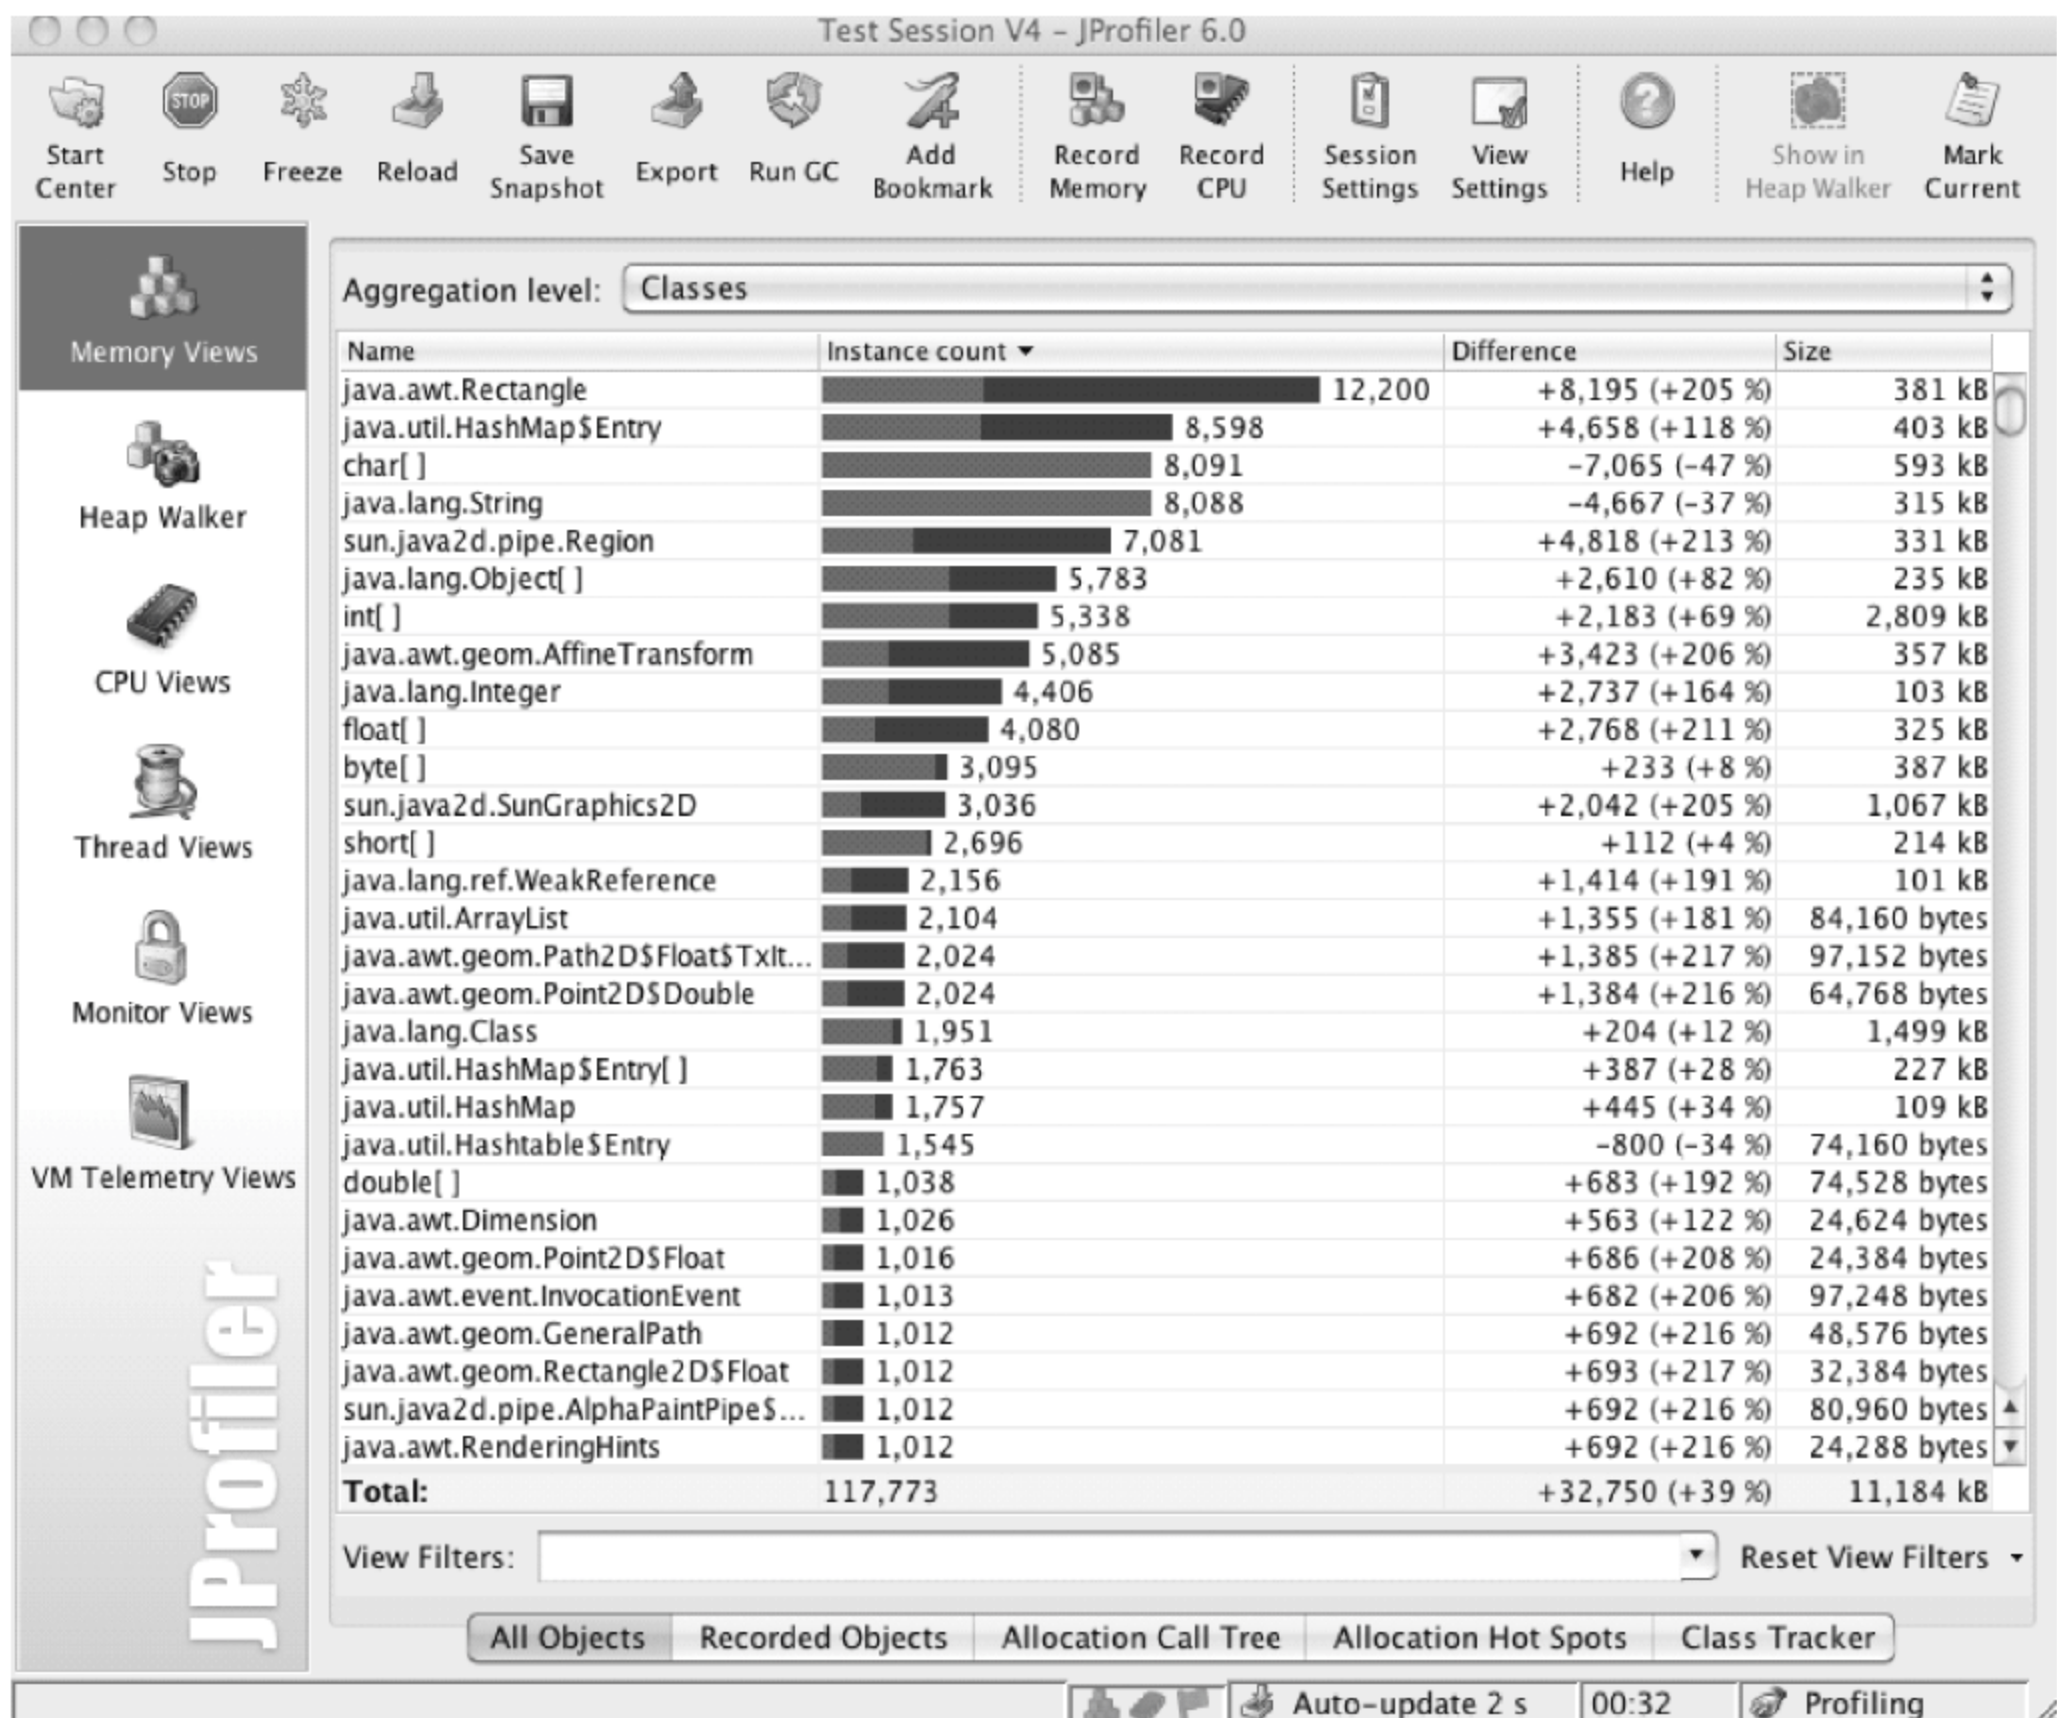 Test Session V4 – JProfiler 6.0
Start Center
Stop
Freeze
Reload
Save Snapshot
Export
Run GC
Add Bookmark
Record Memory
Record CPU
Session Settings
View Settings
Help
Show in Heap Walker
Mark Current
Memory Views
Heap Walker
CPU Views
Thread Views
Monitor Views
VM Telemetry Views
JProfiler
Aggregation level: Classes
Name Instance count Difference Size
java.awt.Rectangle 12,200 +8,195 (+205 %) 381 kB
java.util.HashMap$Entry 8,598 +4,658 (+118 %) 403 kB
char[ ] 8,091 –7,065 (–47 %) 593 kB
java.lang.String 8,088 –4,667 (–37 %) 315 kB
sun.java2d.pipe.Region 7,081 +4,818 (+213 %) 331 kB
java.lang.Object[ ] 5,783 +2,610 (+82 %) 235 kB
int[ ] 5,338 +2,183 (+69 %) 2,809 kB
java.awt.geom.AffineTransform 5,085 +3,423 (+206 %) 357 kB
java.lang.Integer 4,406 +2,737 (+164 %) 103 kB
float[ ] 4,080 +2,768 (+211 %) 325 kB
byte[ ] 3,095 +233 (+8 %) 387 kB
sun.java2d.SunGraphics2D 3,036 +2,042 (+205 %) 1,067 kB
short[ ] 2,696 +112 (+4 %) 214 kB
java.lang.ref.WeakReference 2,156 +1,414 (+191 %) 101 kB
java.util.ArrayList 2,104 +1,355 (+181 %) 84,160 bytes
java.awt.geom.Path2D$Float$TxIt... 2,024 +1,385 (+217 %) 97,152 bytes
java.awt.geom.Point2D$Double 2,024 +1,384 (+216 %) 64,768 bytes
java.lang.Class 1,951 +204 (+12 %) 1,499 kB
java.util.HashMap$Entry[ ] 1,763 +387 (+28 %) 227 kB
java.util.HashMap 1,757 +445 (+34 %) 109 kB
java.util.Hashtable$Entry 1,545 –800 (–34 %) 74,160 bytes
double[ ] 1,038 +683 (+192 %) 74,528 bytes
java.awt.Dimension 1,026 +563 (+122 %) 24,624 bytes
java.awt.geom.Point2D$Float 1,016 +686 (+208 %) 24,384 bytes
java.awt.event.InvocationEvent 1,013 +682 (+206 %) 97,248 bytes
java.awt.geom.GeneralPath 1,012 +692 (+216 %) 48,576 bytes
java.awt.geom.Rectangle2D$Float 1,012 +693 (+217 %) 32,384 bytes
sun.java2d.pipe.AlphaPaintPipe$... 1,012 +692 (+216 %) 80,960 bytes
java.awt.RenderingHints 1,012 +692 (+216 %) 24,288 bytes
Total: 117,773 +32,750 (+39 %) 11,184 kB
View Filters: Reset View Filters
All Objects Recorded Objects Allocation Call Tree Allocation Hot Spots Class Tracker
Auto–update 2 s 00:32 Profiling